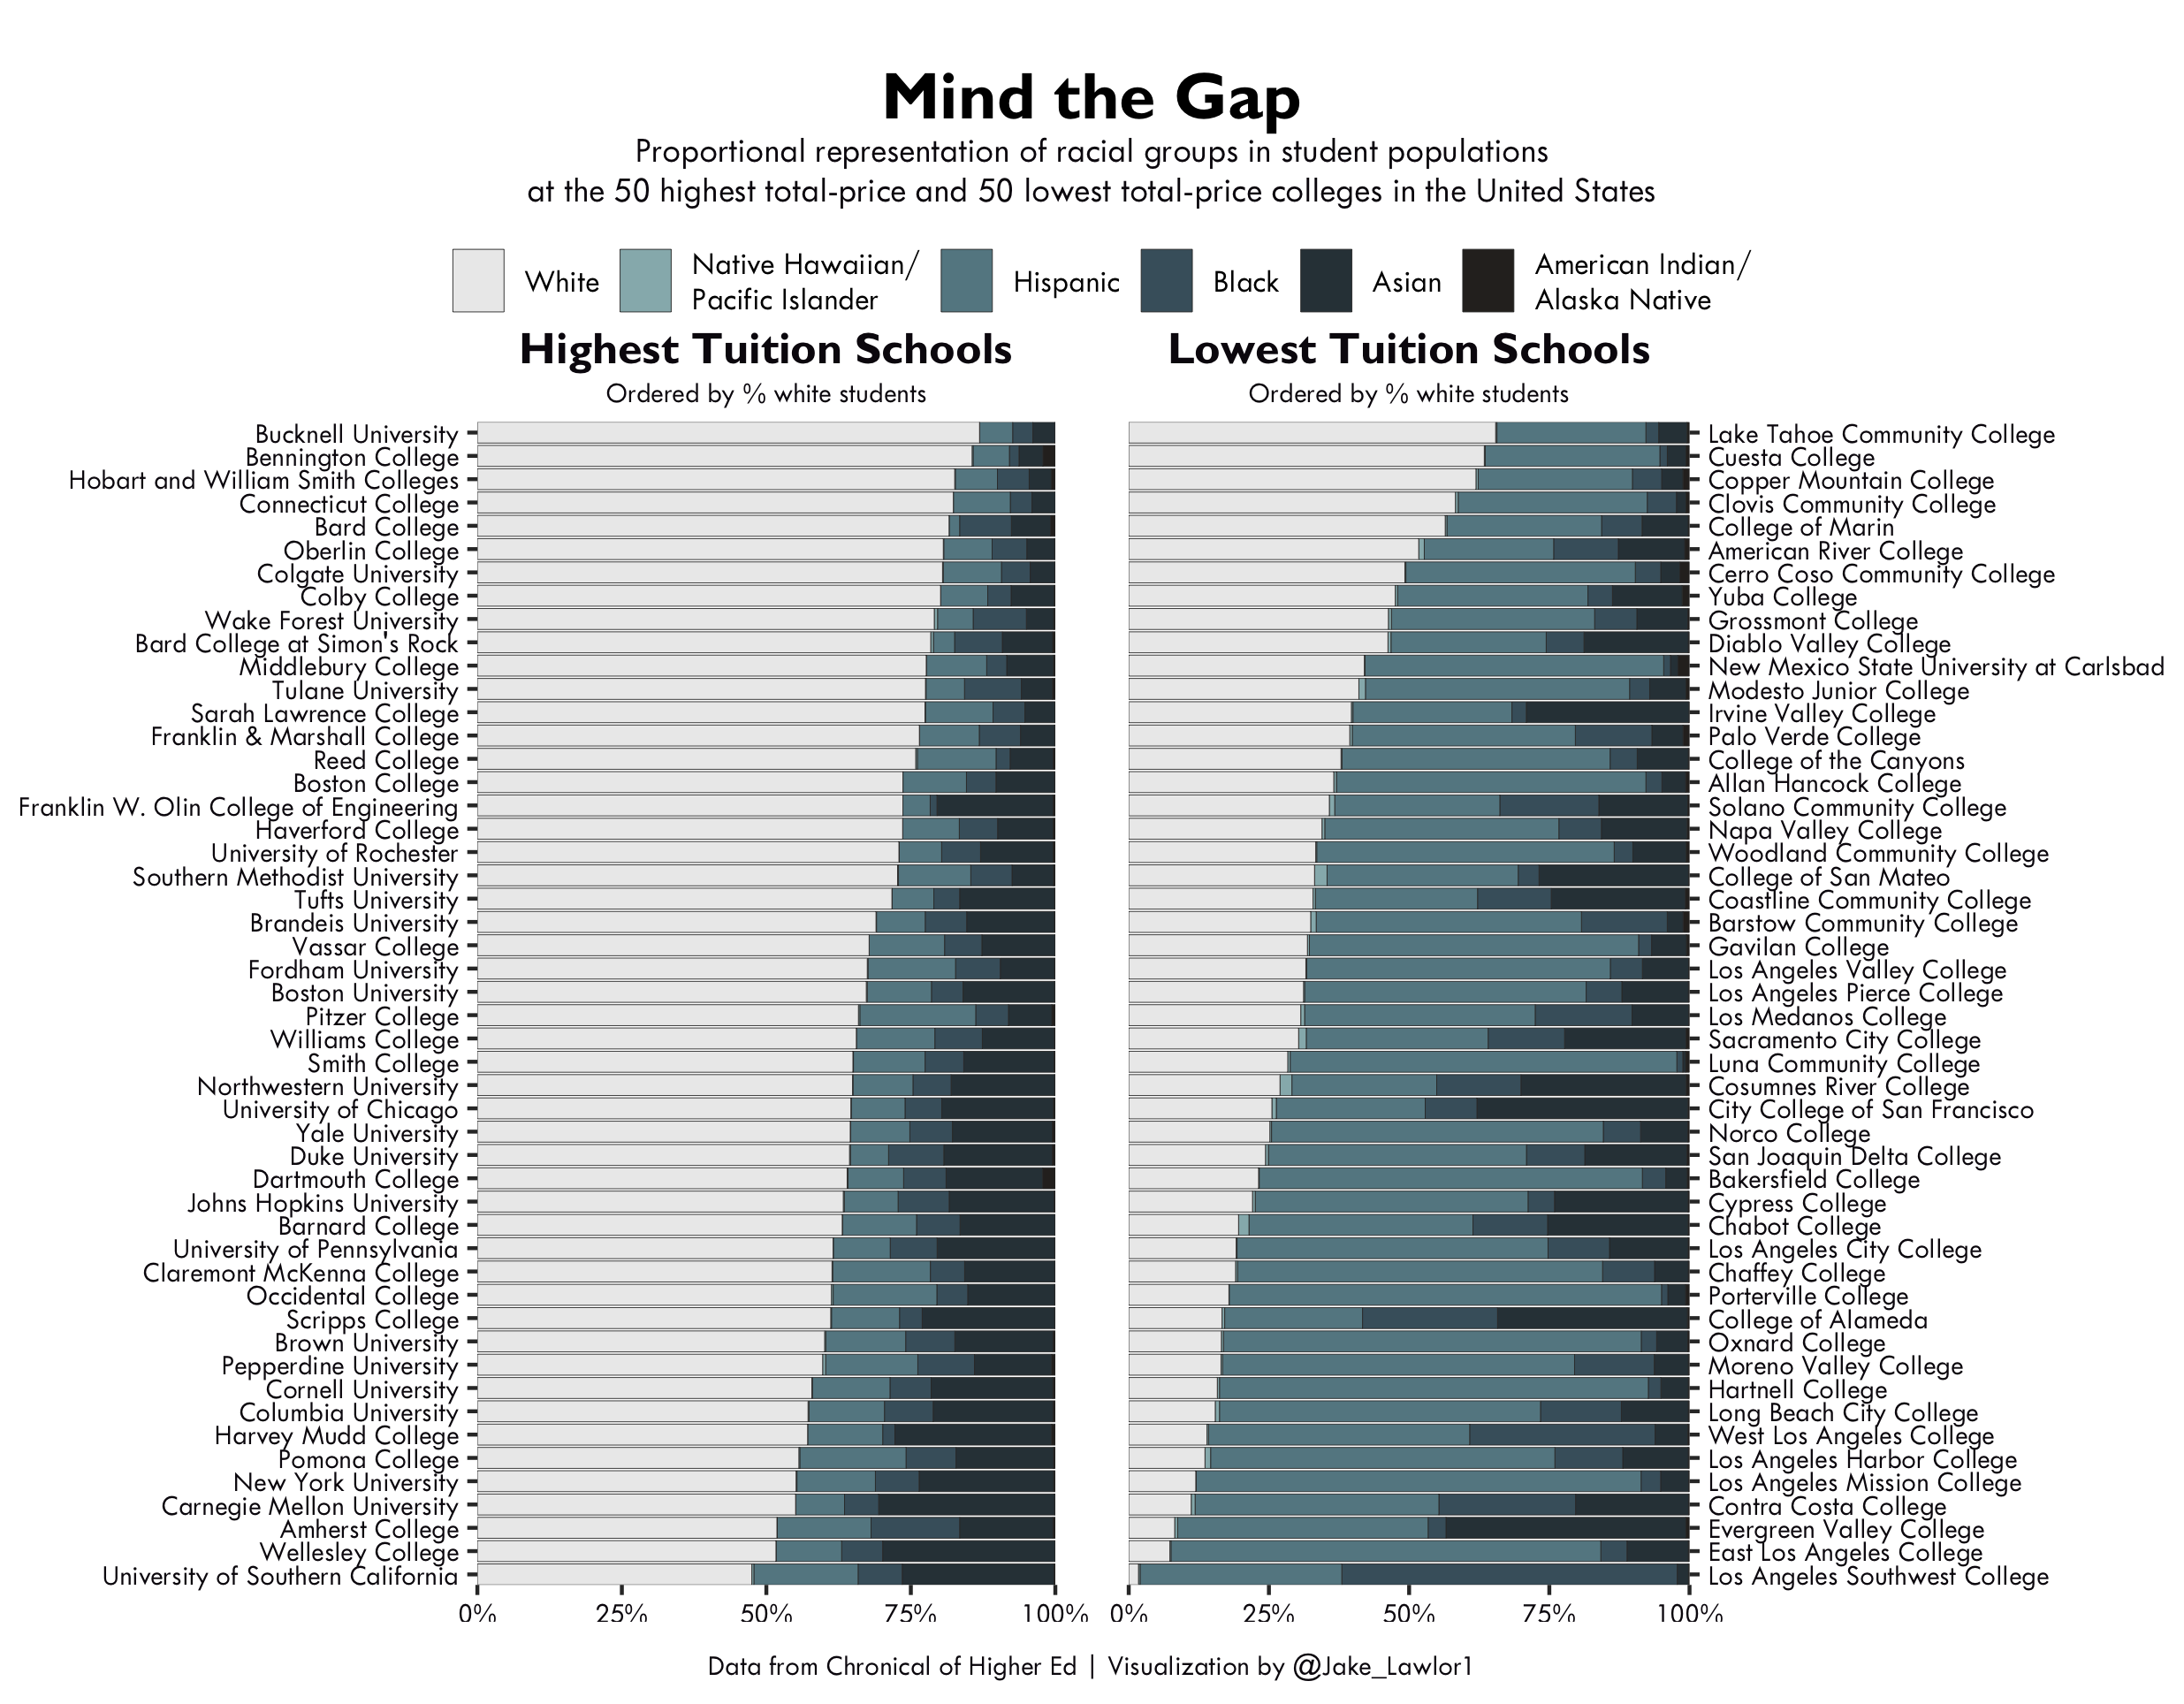 Mind the Gap
Proportional representation of racial groups in student populations
at the 50 highest total-price and 50 lowest total-price colleges in the United States
White
Native Hawaiian/
Pacific Islander
Hispanic
Black
Asian
American Indian/
Alaska Native
Highest Tuition Schools
Ordered by % white students
Bucknell University
Bennington College
Hobart and William Smith Colleges
Connecticut College
Bard College
Oberlin College
Colgate University
Colby College
Wake Forest University
Bard College at Simon's Rock
Middlebury College
Tulane University
Sarah Lawrence College
Franklin & Marshall College
Reed College
Boston College
Franklin W. Olin College of Engineering
Haverford College
University of Rochester
Southern Methodist University
Tufts University
Brandeis University
Vassar College
Fordham University
Boston University
Pitzer College
Williams College
Smith College
Northwestern University
University of Chicago
Yale University
Duke University
Dartmouth College
Johns Hopkins University
Barnard College
University of Pennsylvania
Claremont McKenna College
Occidental College
Scripps College
Brown University
Pepperdine University
Cornell University
Columbia University
Harvey Mudd College
Pomona College
New York University
Carnegie Mellon University
Amherst College
Wellesley College
University of Southern California
0% 25% 50% 75% 100%
Lowest Tuition Schools
Ordered by % white students
Lake Tahoe Community College
Cuesta College
Copper Mountain College
Clovis Community College
College of Marin
American River College
Cerro Coso Community College
Yuba College
Grossmont College
Diablo Valley College
New Mexico State University at Carlsbad
Modesto Junior College
Irvine Valley College
Palo Verde College
College of the Canyons
Allan Hancock College
Solano Community College
Napa Valley College
Woodland Community College
College of San Mateo
Coastline Community College
Barstow Community College
Gavilan College
Los Angeles Valley College
Los Angeles Pierce College
Los Medanos College
Sacramento City College
Luna Community College
Cosumnes River College
City College of San Francisco
Norco College
San Joaquin Delta College
Bakersfield College
Cypress College
Chabot College
Los Angeles City College
Chaffey College
Porterville College
College of Alameda
Oxnard College
Moreno Valley College
Hartnell College
Long Beach City College
West Los Angeles College
Los Angeles Harbor College
Los Angeles Mission College
Contra Costa College
Evergreen Valley College
East Los Angeles College
Los Angeles Southwest College
0% 25% 50% 75% 100%
Data from Chronical of Higher Ed | Visualization by @Jake_Lawlor1